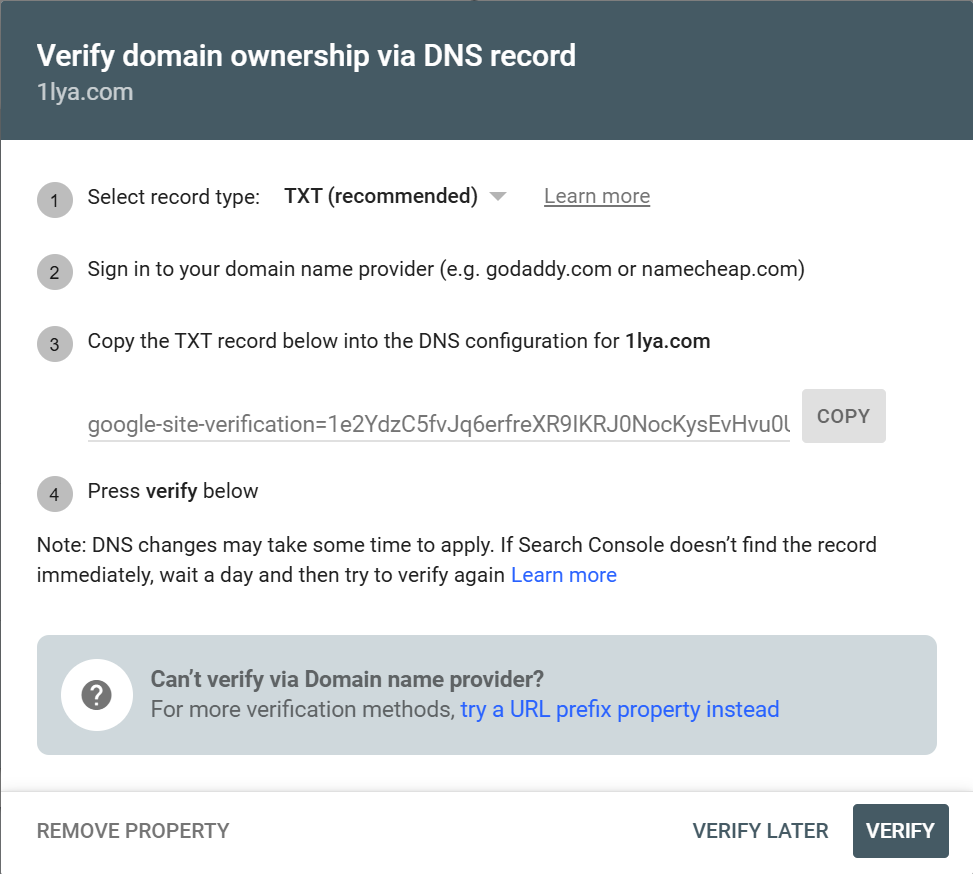 Verify domain ownership via DNS record
1lya.com
1 Select record type: TXT (recommended) Learn more
2 Sign in to your domain name provider (e.g. godaddy.com or namecheap.com)
3 Copy the TXT record below into the DNS configuration for 1lya.com
google-site-verification=1e2YdzC5fvJq6erfreXR9IKRJ0NocKysEvHvu0U COPY
4 Press verify below
Note: DNS changes may take some time to apply. If Search Console doesn’t find the record
immediately, wait a day and then try to verify again Learn more
? Can’t verify via Domain name provider?
For more verification methods, try a URL prefix property instead
REMOVE PROPERTY VERIFY LATER VERIFY